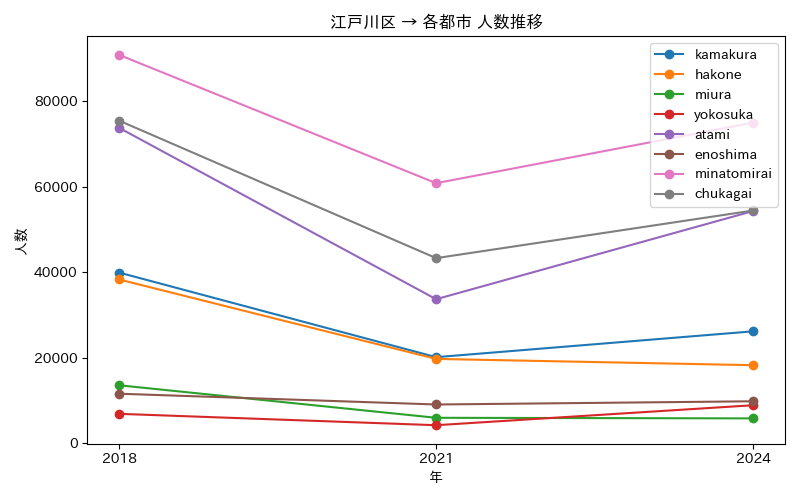 江戸川区 → 各都市 人数推移
人数
80000
60000
40000
20000
0
kamakura
hakone
miura
yokosuka
atami
enoshima
minatomirai
chukagai
2018
2021
2024
年